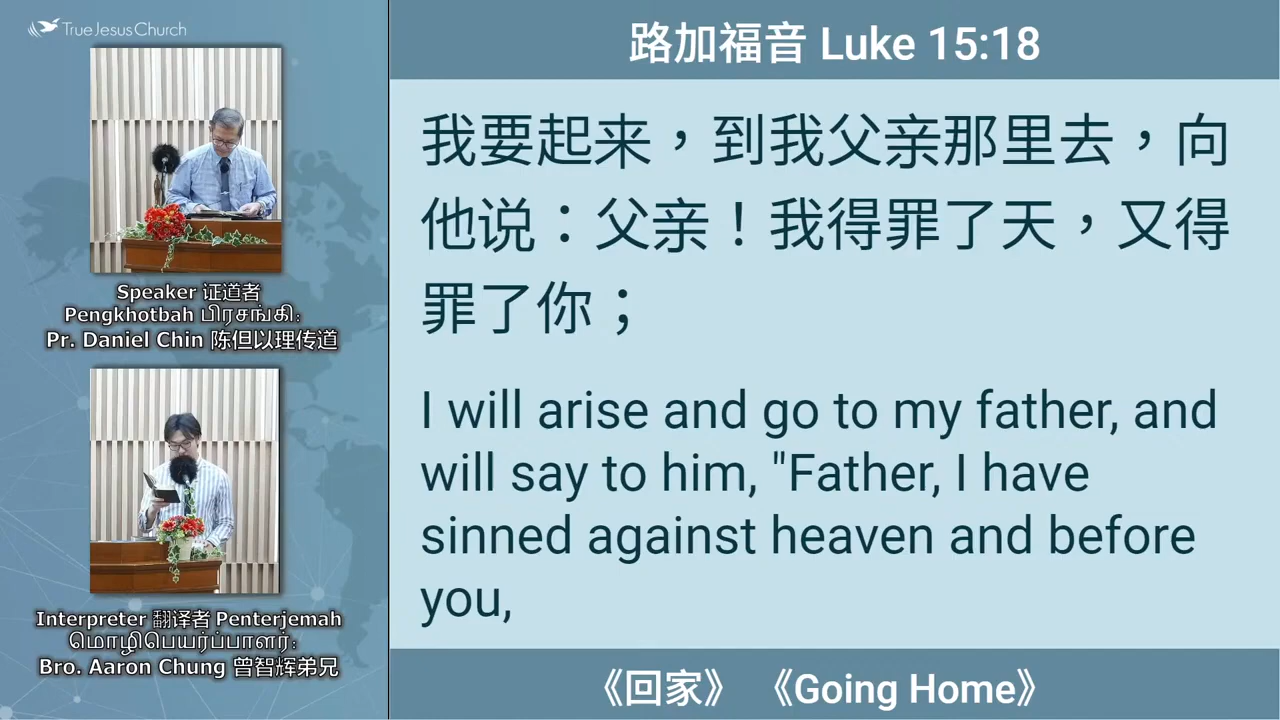 TrueJesusChurch
Speaker 证道者
Pengkhotbah பிரசங்கி:
Pr. Daniel Chin 陈但以理传道
Interpreter 翻译者 Penterjemah
மொழிபெயர்ப்பாளர்:
Bro. Aaron Chung 曾智辉弟兄
路加福音 Luke 15:18
我要起来，到我父亲那里去，向
他说：父亲！我得罪了天，又得
罪了你；
I will arise and go to my father, and
will say to him, "Father, I have
sinned against heaven and before
you,
《回家》 《Going Home》